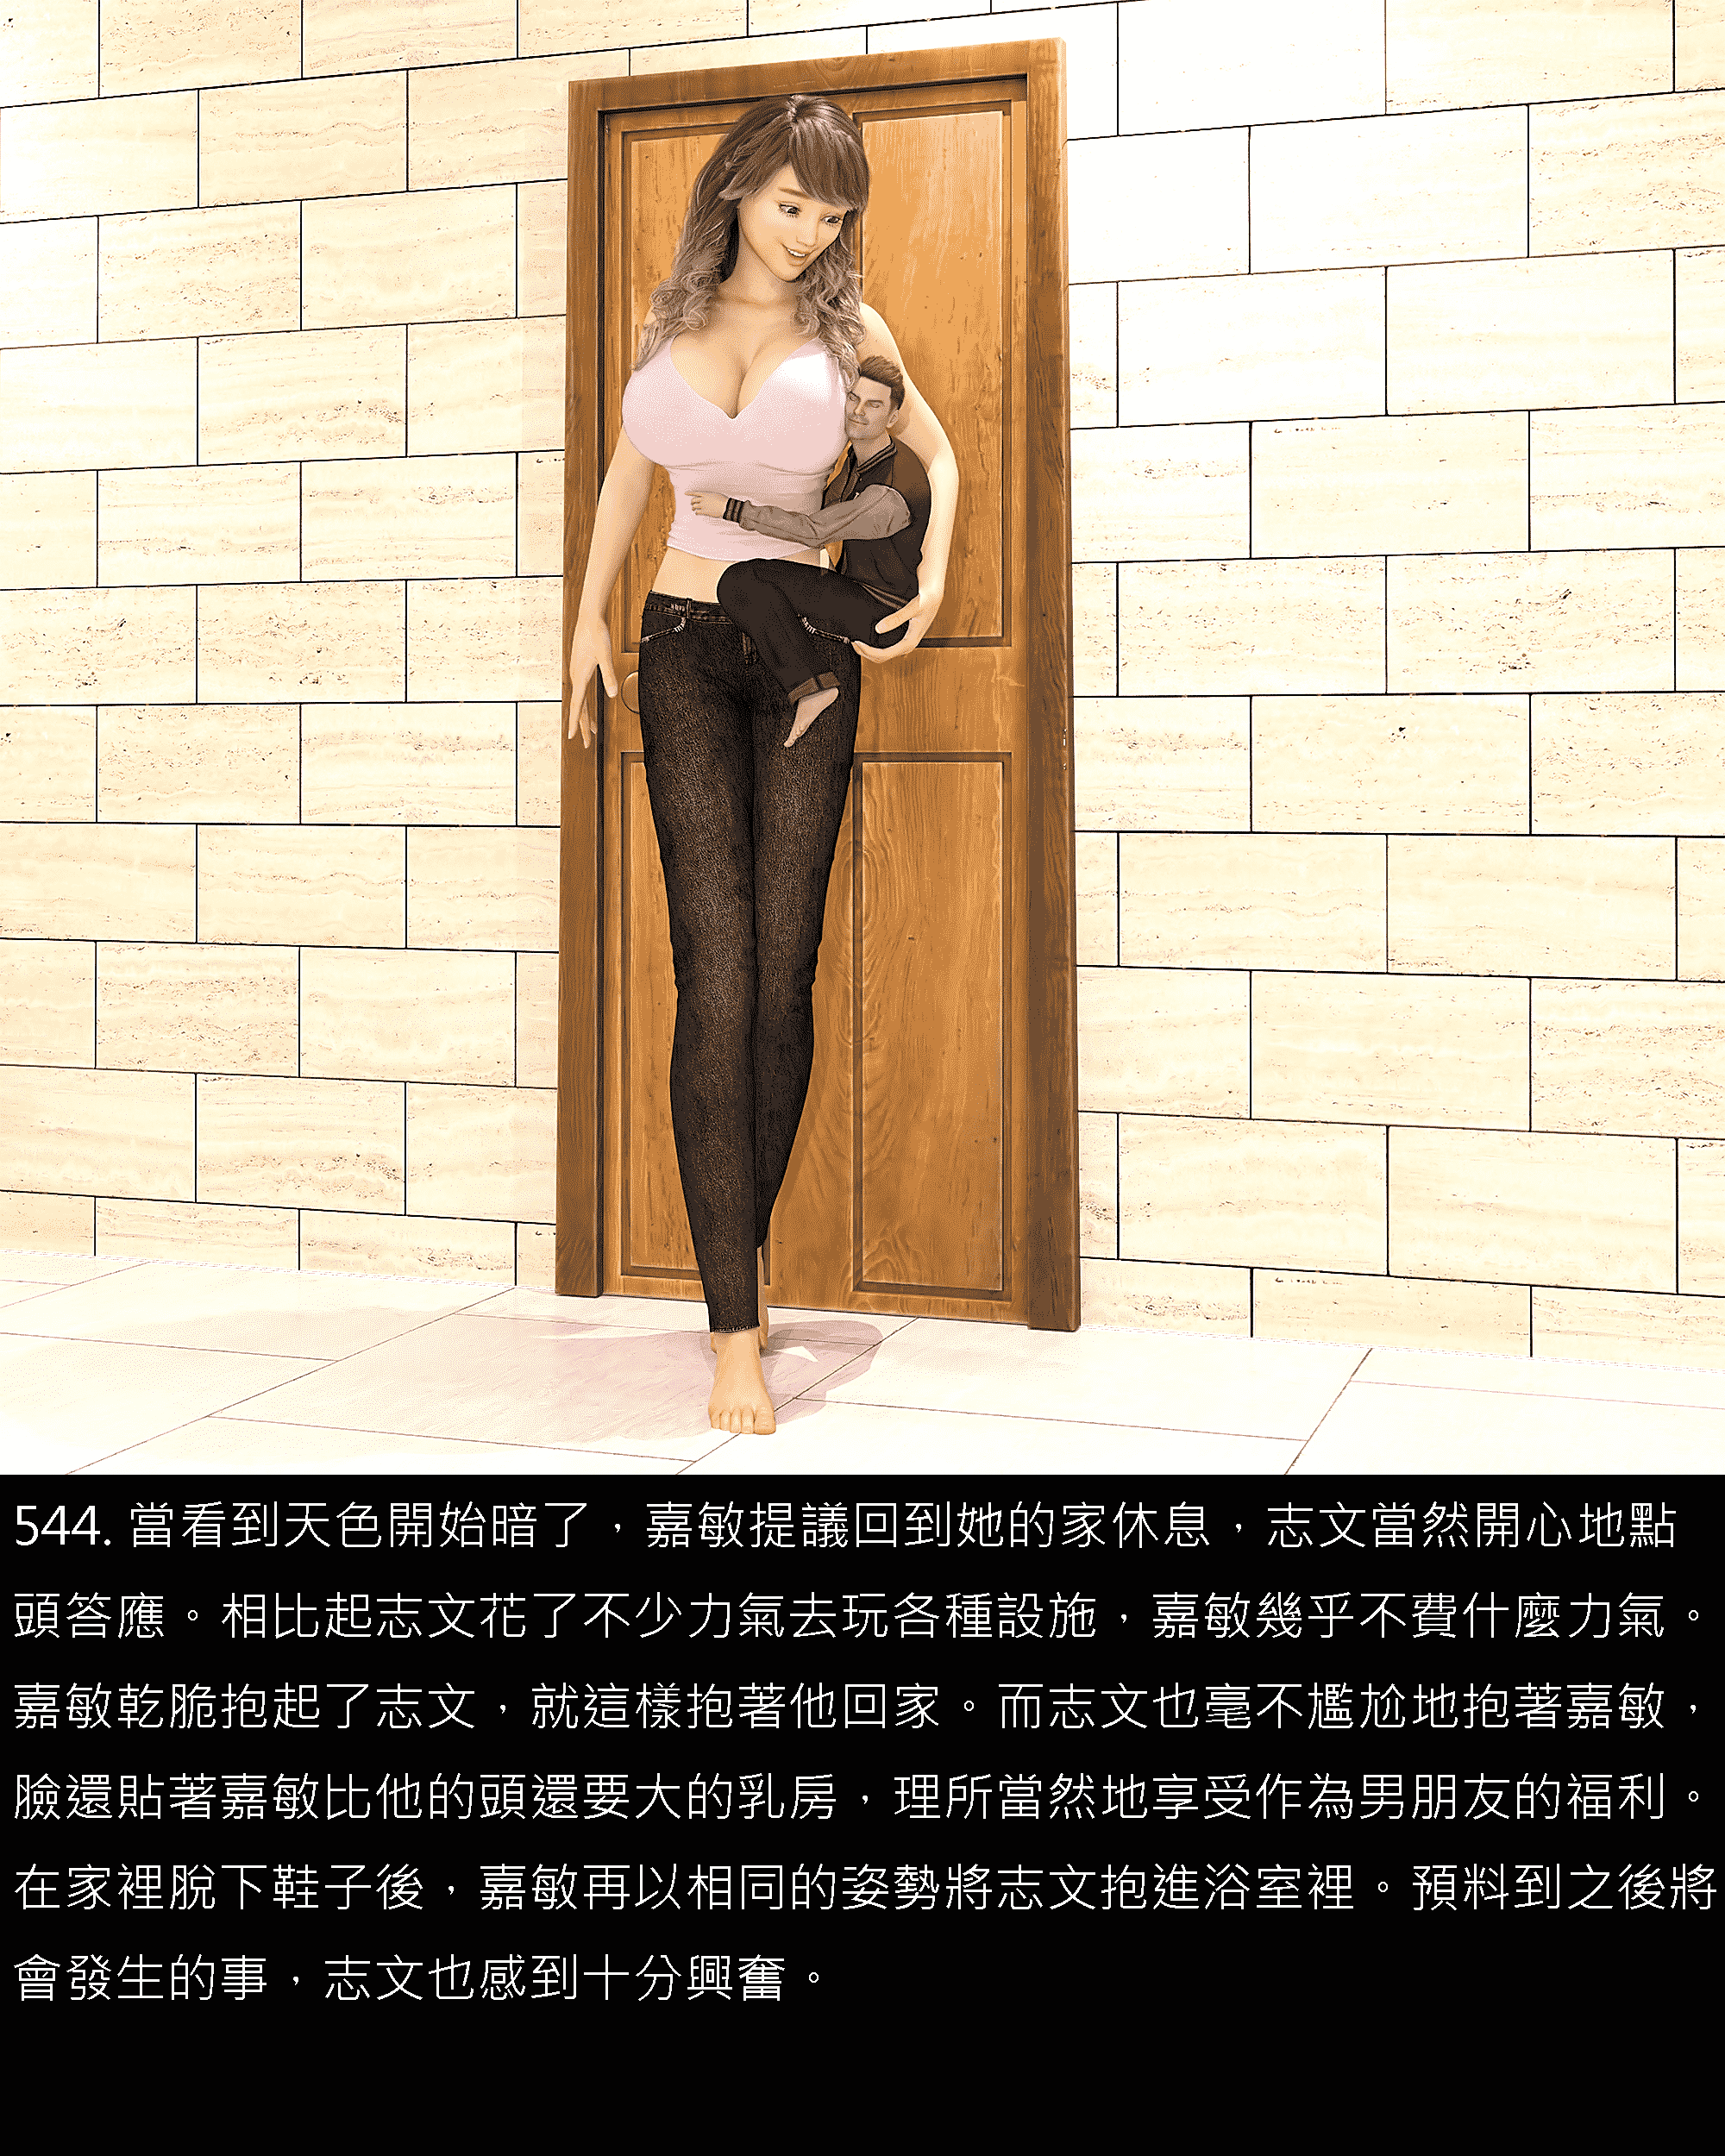 544. 當看到天色開始暗了，嘉敏提議回到她的家休息，志文當然開心地點
頭答應。相比起志文花了不少力氣去玩各種設施，嘉敏幾乎不費什麼力氣。
嘉敏乾脆抱起了志文，就這樣抱著他回家。而志文也毫不尷尬地抱著嘉敏，
臉還貼著嘉敏比他的頭還要大的乳房，理所當然地享受作為男朋友的福利。
在家裡脫下鞋子後，嘉敏再以相同的姿勢將志文抱進浴室裡。預料到之後將
會發生的事，志文也感到十分興奮。